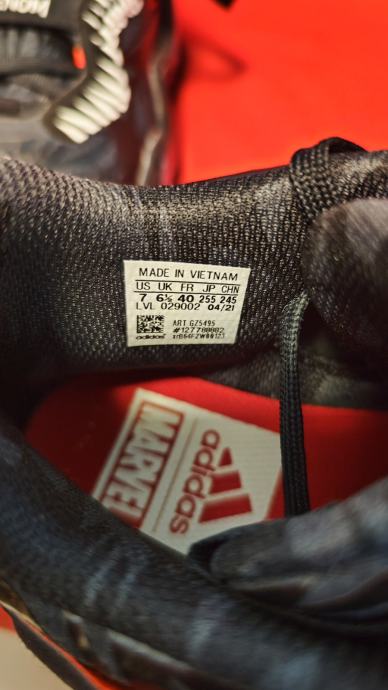 MADE IN VIETNAM
US UK FR JP CHN
7 6½ 40 255 245
LVL 029002 04/21
ART GZ5495
adidas
MARVEL
adidas